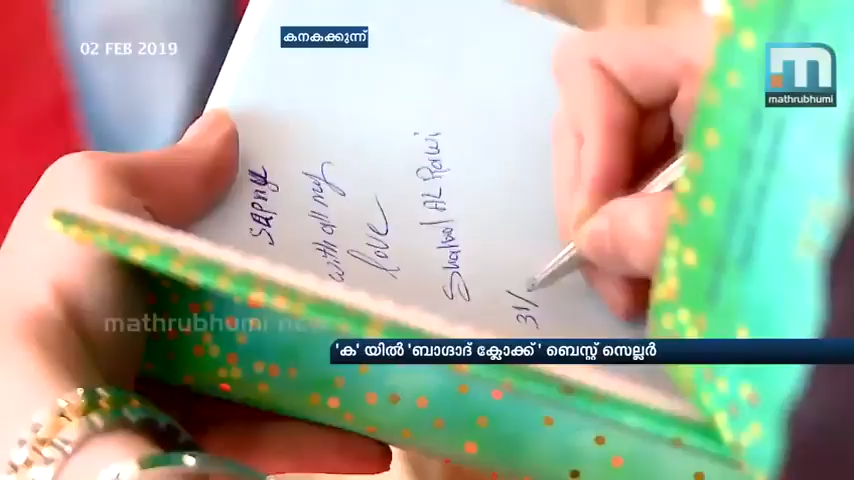 02 FEB 2019
കനകക്കുന്ന്
mathrubhumi
Sapna
with all my
love
Shahad Al Rawi
31/
mathrubhumi news
'ക' യിൽ 'ബാഗ്ദാദ് ക്ലോക്ക് ' ബെസ്റ്റ് സെല്ലർ